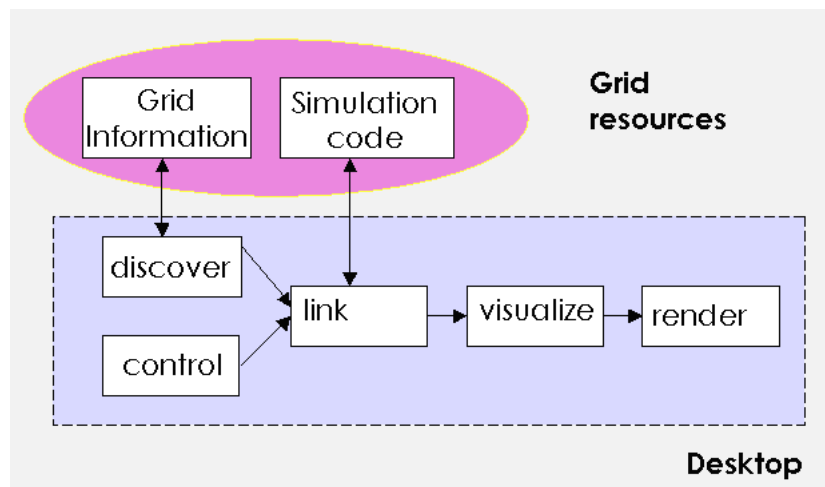 Grid
Information
Simulation
code
Grid
resources
discover
link
visualize
render
control
Desktop